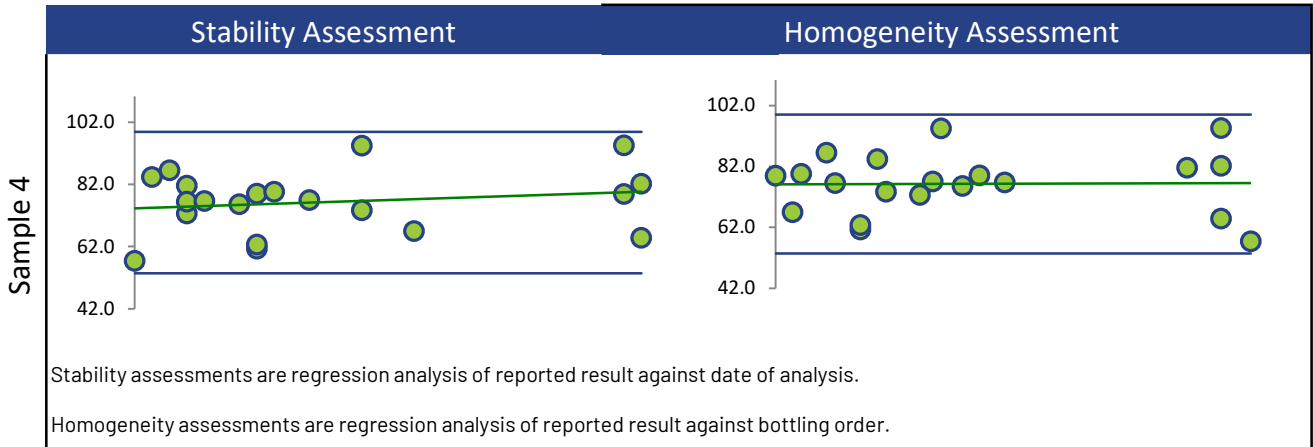 Stability Assessment
Homogeneity Assessment
Sample 4
102.0
82.0
62.0
42.0
102.0
82.0
62.0
42.0
Stability assessments are regression analysis of reported result against date of analysis.
Homogeneity assessments are regression analysis of reported result against bottling order.